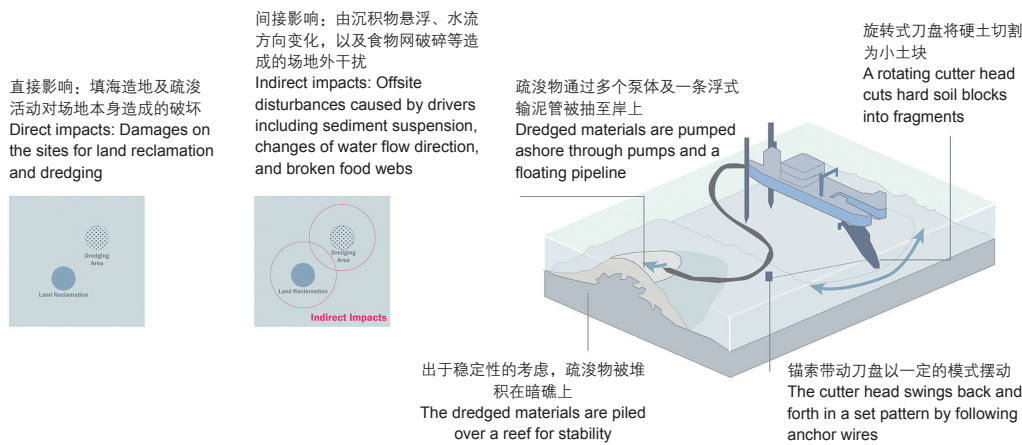 直接影响：填海造地及疏浚
活动对场地本身造成的破坏
Direct impacts: Damages on
the sites for land reclamation
and dredging
Dredging
Area
Land Reclamation
间接影响：由沉积物悬浮、水流
方向变化，以及食物网破碎等造
成的场地外干扰
Indirect impacts: Offsite
disturbances caused by drivers
including sediment suspension,
changes of water flow direction,
and broken food webs
Dredging
Area
Land Reclamation
Indirect Impacts
疏浚物通过多个泵体及一条浮式
输泥管被抽至岸上
Dredged materials are pumped
ashore through pumps and a
floating pipeline
旋转式刀盘将硬土切割
为小土块
A rotating cutter head
cuts hard soil blocks
into fragments
出于稳定性的考虑，疏浚物被堆
积在暗礁上
The dredged materials are piled
over a reef for stability
锚索带动刀盘以一定的模式摆动
The cutter head swings back and
forth in a set pattern by following
anchor wires